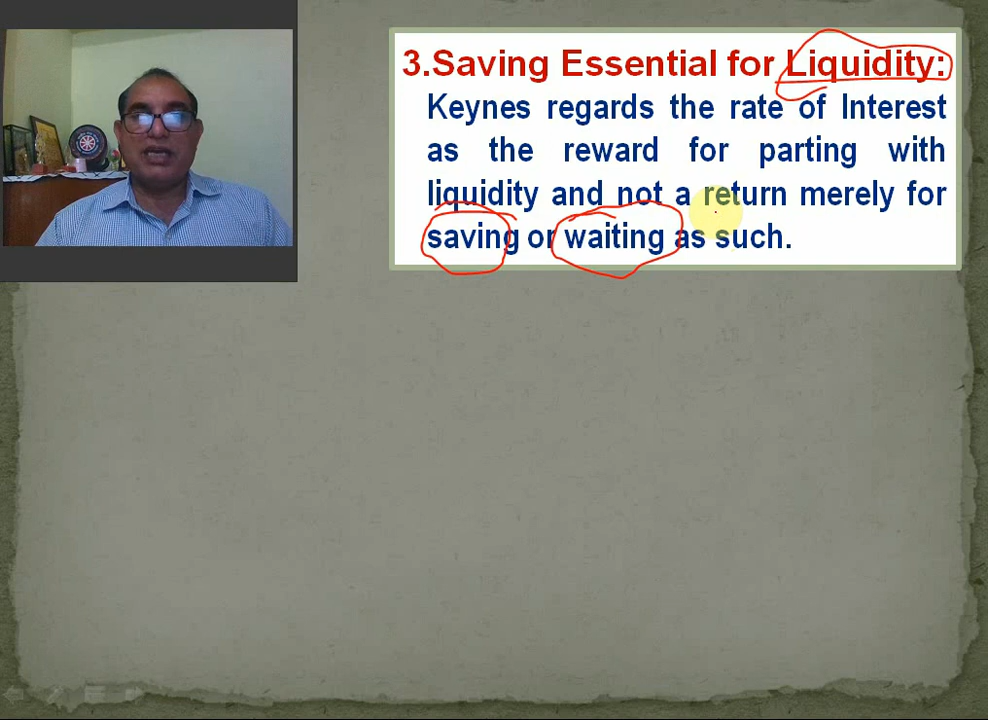 3.Saving Essential for Liquidity:
Keynes regards the rate of Interest
as the reward for parting with
liquidity and not a return merely for
saving or waiting as such.